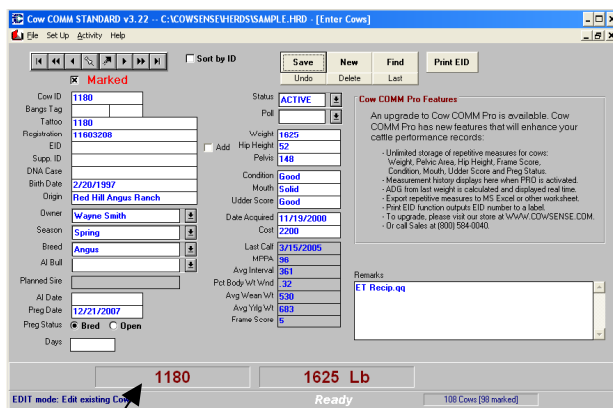 Cow COMM STANDARD v3.22 -- C:\COWSENSE\HERDS\SAMPLE.HRD - [Enter Cows]
File Set Up Activity Help
Sort by ID
Save New Find Print EID
Undo Delete Last
Marked
Cow ID 1180
Bangs Tag
Tattoo 1180
Registration 11603208
EID
Supp. ID
DNA Case
Birth Date 2/20/1997
Origin Red Hill Angus Ranch
Owner Wayne Smith
Season Spring
Breed Angus
AI Bull
Planned Sire
AI Date
Preg Date 12/21/2007
Preg Status Bred Open
Days
Status ACTIVE
Poll
Weight 1625
Add Hip Height 52
Pelvis 148
Condition Good
Mouth Solid
Udder Score Good
Date Acquired 11/19/2000
Cost 2200
Last Calf 3/15/2005
MPPA 96
Avg Interval 361
Pct Body Wt Wnd .32
Avg Wean Wt 530
Avg Yrlg Wt 683
Frame Score 5
Cow COMM Pro Features
An upgrade to Cow COMM Pro is available. Cow
COMM Pro has new features that will enhance your
cattle performance records:
- Unlimited storage of repetitive measures for cows:
Weight, Pelvic Area, Hip Height, Frame Score,
Condition, Mouth, Udder Score and Preg Status.
- Measurement history displays here when PRO is activated.
- ADG from last weight is calculated and displayed real time.
- Export repetitive measures to MS Excel or other worksheet.
- Print EID function outputs EID number to a label.
- To upgrade, please visit our store at WWW.COWSENSE.COM.
- Or call Sales at (800) 584-0040.
Remarks
ET Recip.qq
1180 1625 Lb
EDIT mode: Edit existing Cow Ready 108 Cows [98 marked]